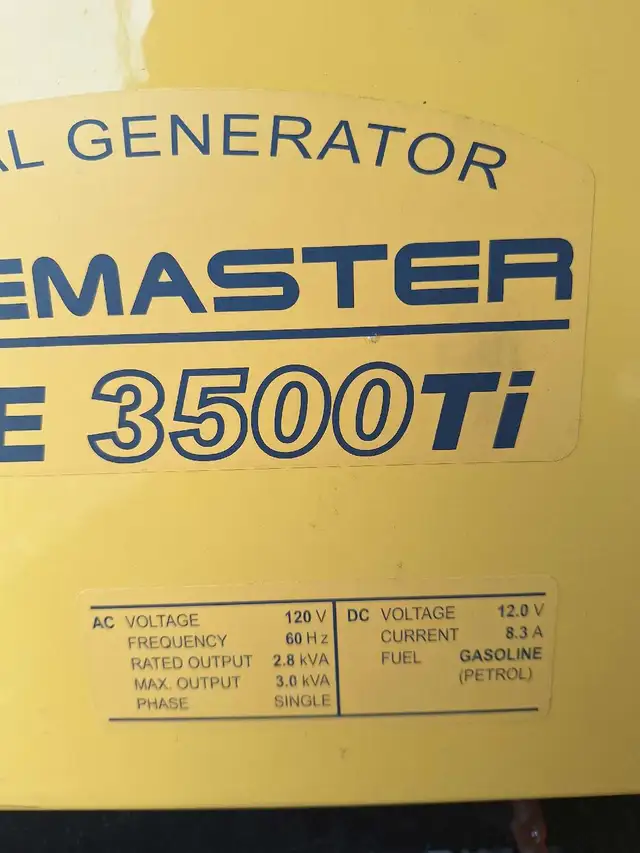 AL GENERATOR
EMASTER
E 3500Ti
AC VOLTAGE 120 V
FREQUENCY 60 Hz
RATED OUTPUT 2.8 kVA
MAX. OUTPUT 3.0 kVA
PHASE SINGLE
DC VOLTAGE 12.0 V
CURRENT 8.3 A
FUEL GASOLINE
(PETROL)